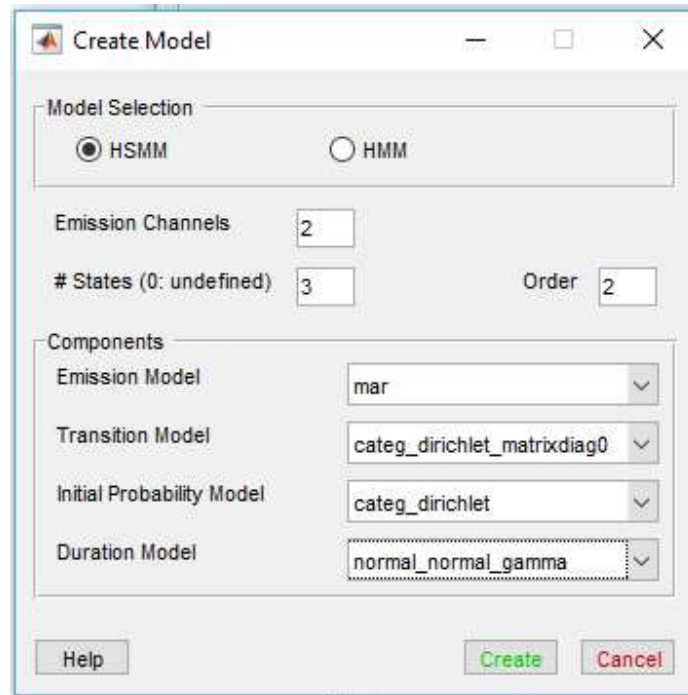 Create Model
Model Selection
HSMM HMM
Emission Channels 2
# States (0: undefined) 3 Order 2
Components
Emission Model mar
Transition Model categ_dirichlet_matrixdiag0
Initial Probability Model categ_dirichlet
Duration Model normal_normal_gamma
Help Create Cancel